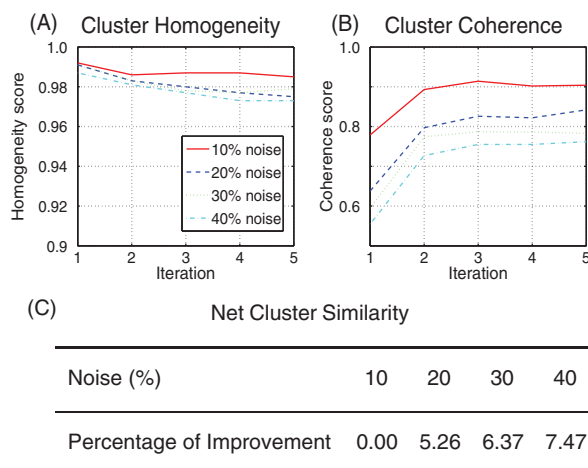 (A) Cluster Homogeneity
Homogeneity score
1.0
0.98
0.96
0.94
0.92
0.9
10% noise
20% noise
30% noise
40% noise
1 2 3 4 5
Iteration
(B) Cluster Coherence
Coherence score
1.0
0.8
0.6
1 2 3 4 5
Iteration
(C) Net Cluster Similarity
Noise (%) 10 20 30 40
Percentage of Improvement 0.00 5.26 6.37 7.47